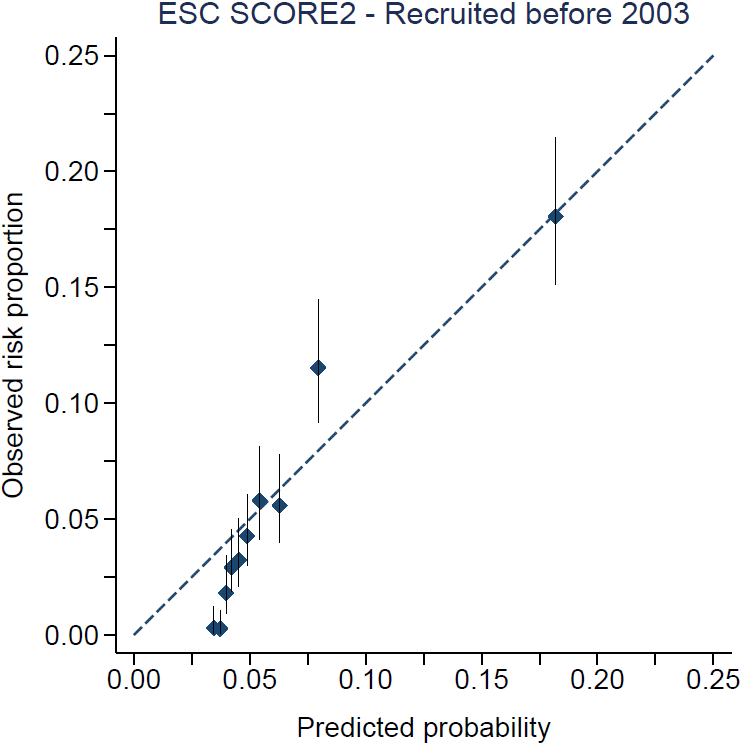 ESC SCORE2 - Recruited before 2003
0.25
0.20
0.15
0.10
0.05
0.00
Observed risk proportion
0.00 0.05 0.10 0.15 0.20 0.25
Predicted probability